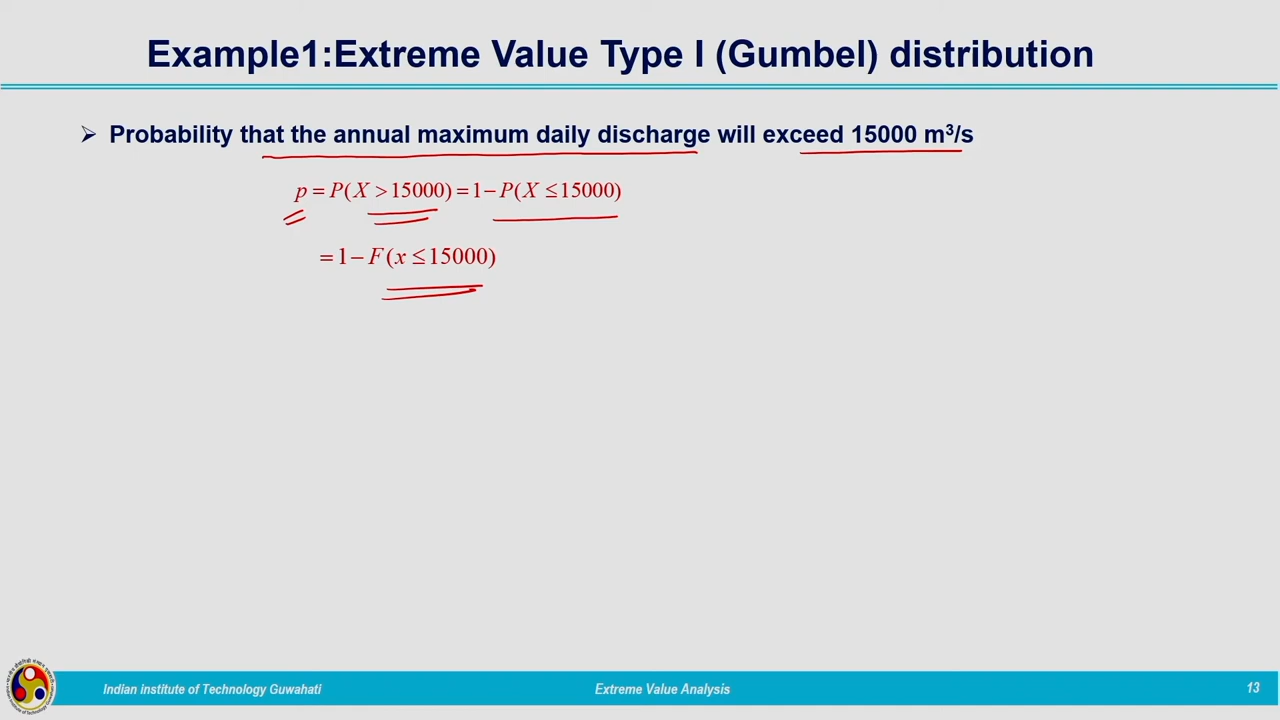 Example1:Extreme Value Type I (Gumbel) distribution
➢ Probability that the annual maximum daily discharge will exceed 15000 m³/s
p = P(X > 15000) = 1 − P(X ≤ 15000)
= 1 − F(x ≤ 15000)
Indian institute of Technology Guwahati
Extreme Value Analysis
13